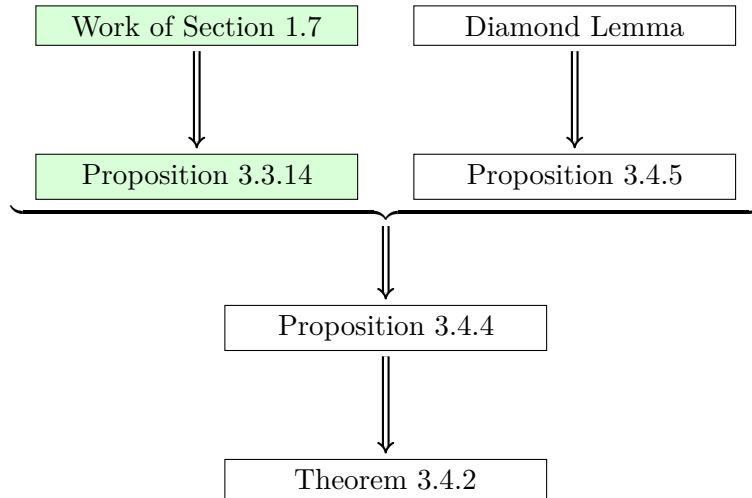 Work of Section 1.7
Diamond Lemma
Proposition 3.3.14
Proposition 3.4.5
Proposition 3.4.4
Theorem 3.4.2